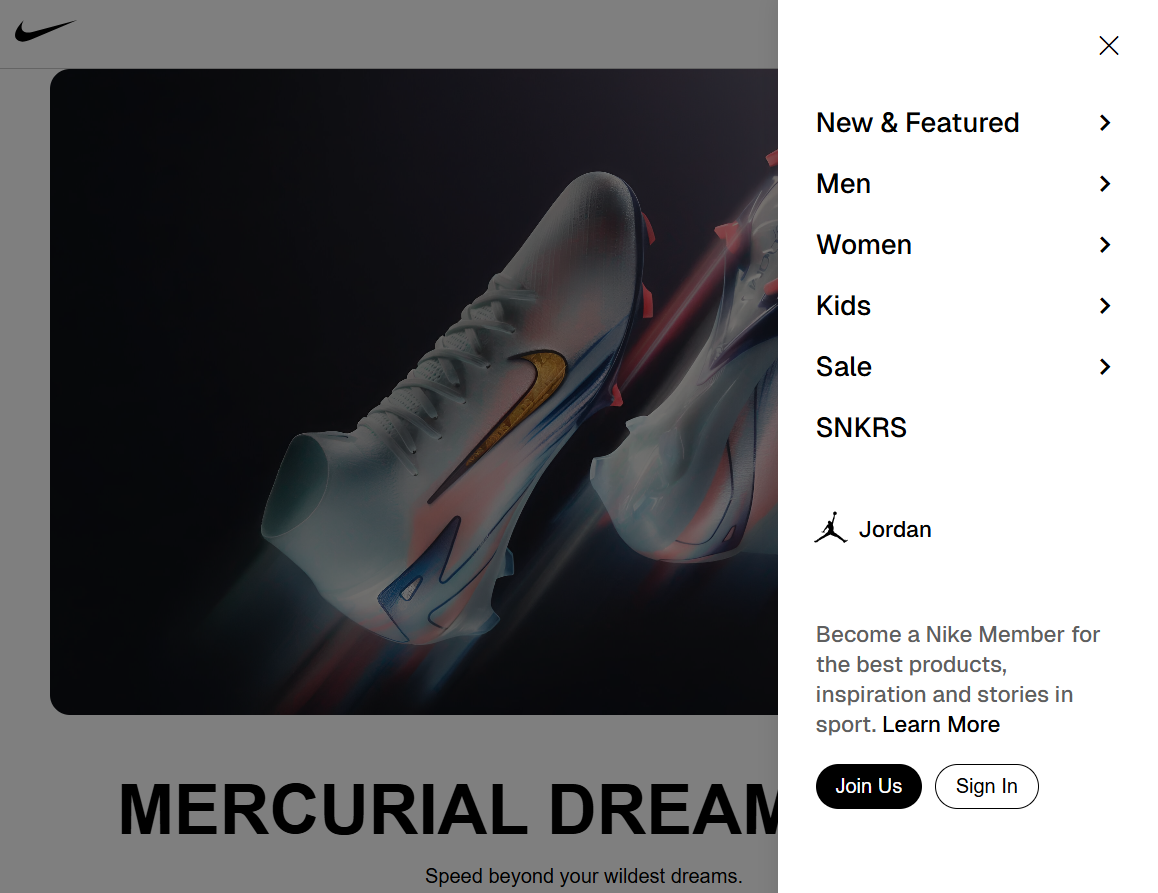 New & Featured
Men
Women
Kids
Sale
SNKRS
Jordan
Become a Nike Member for
the best products,
inspiration and stories in
sport. Learn More
Join Us
Sign In
MERCURIAL DREAM
Speed beyond your wildest dreams.